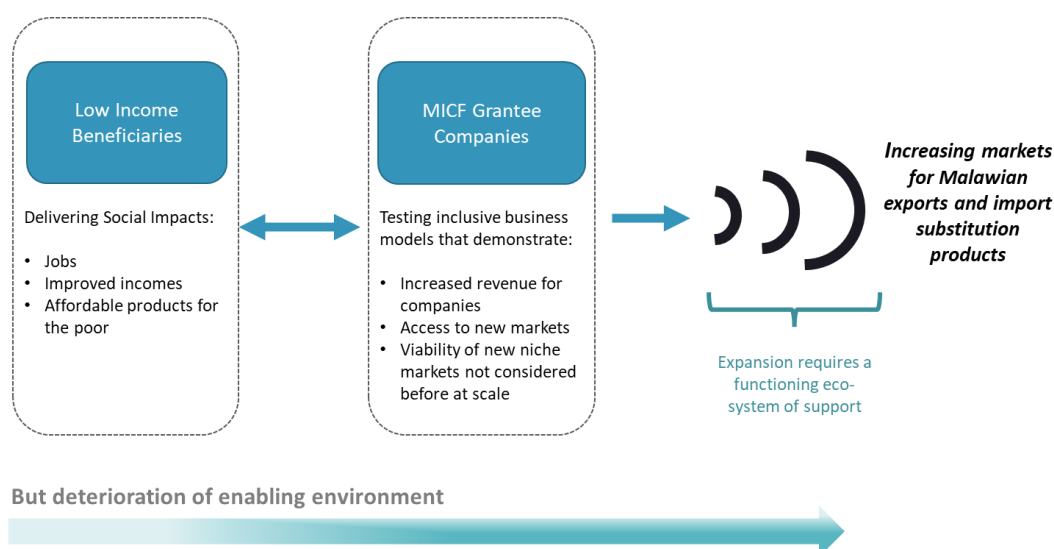 Low Income
Beneficiaries
Delivering Social Impacts:
• Jobs
• Improved incomes
• Affordable products for
the poor
MICF Grantee
Companies
Testing inclusive business
models that demonstrate:
• Increased revenue for
companies
• Access to new markets
• Viability of new niche
markets not considered
before at scale
Increasing markets
for Malawian
exports and import
substitution
products
Expansion requires a
functioning eco-
system of support
But deterioration of enabling environment